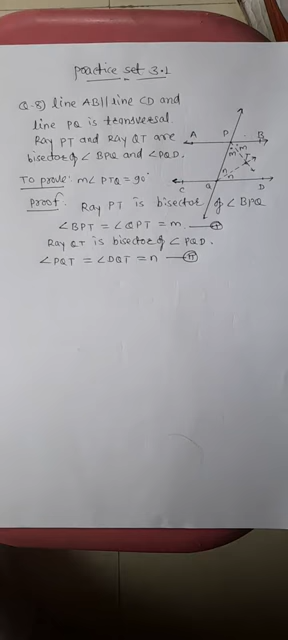 Practice set 3.1
Q.8) line AB || line CD and
line PQ is transversal.
Ray PT and Ray QT are
bisector of ∠BPQ and ∠PQD.
To prove: m∠PTQ = 90°
Proof: Ray PT is bisector of ∠BPQ
∠BPT = ∠QPT = m. — I
Ray QT is bisector of ∠PQD.
∠PQT = ∠DQT = n — II
A P B
m m
T
n
n
C Q D